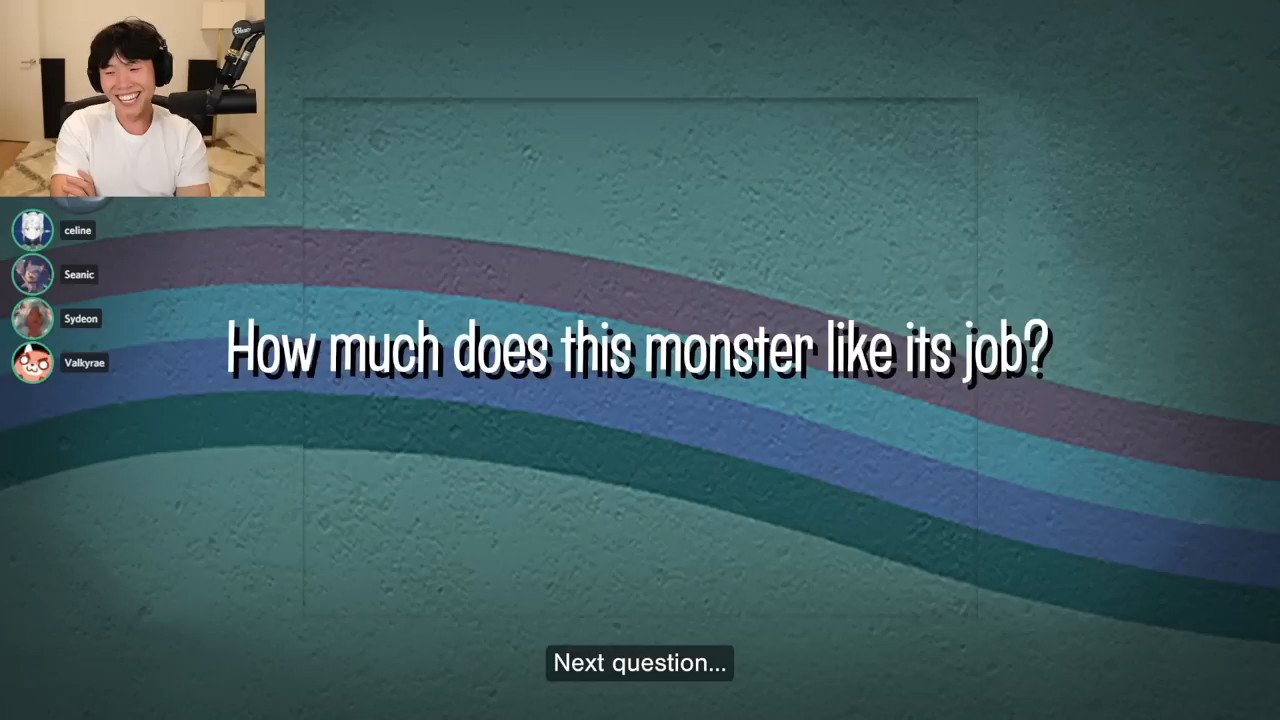 celine
Seanic
Sydeon
Valkyrae
How much does this monster like its job?
Next question...